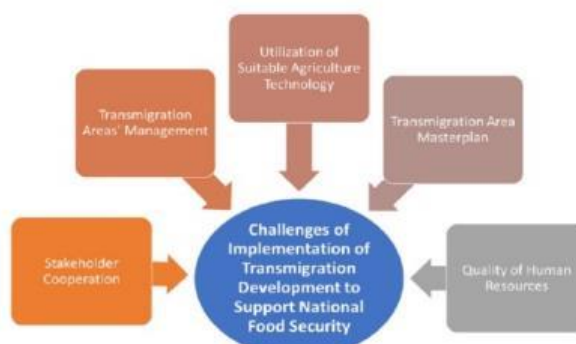 Utilization of
Suitable Agriculture
Technology
Transmigration
Areas' Management
Transmigration Area
Masterplan
Stakeholder
Cooperation
Challenges of
Implementation of
Transmigration
Development to
Support National
Food Security
Quality of Human
Resources